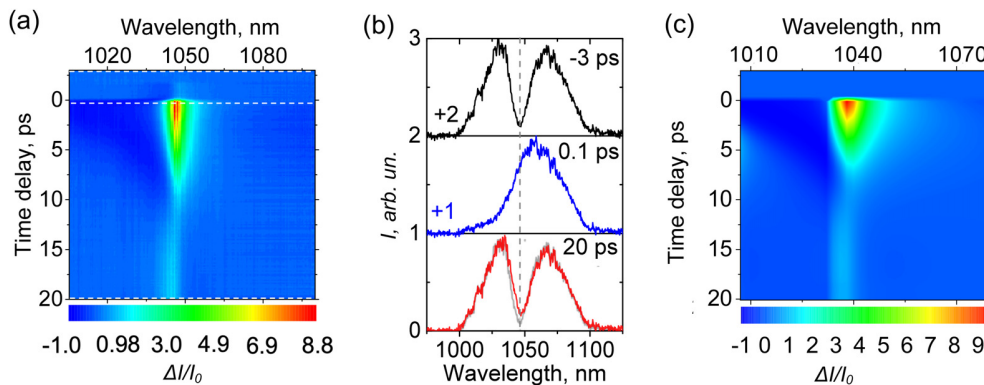 (a)
Wavelength, nm
1020 1050 1080
Time delay, ps
0
5
10
15
20
-1.0 0.98 3.0 4.9 6.9 8.8
ΔI/I0
(b)
I, arb. un.
3
2
1
0
-3 ps
+2
0.1 ps
+1
20 ps
1000 1050 1100
Wavelength, nm
(c)
Wavelength, nm
1010 1040 1070
Time delay, ps
0
5
10
15
20
-1 0 1 2 3 4 5 6 7 8 9
ΔI/I0